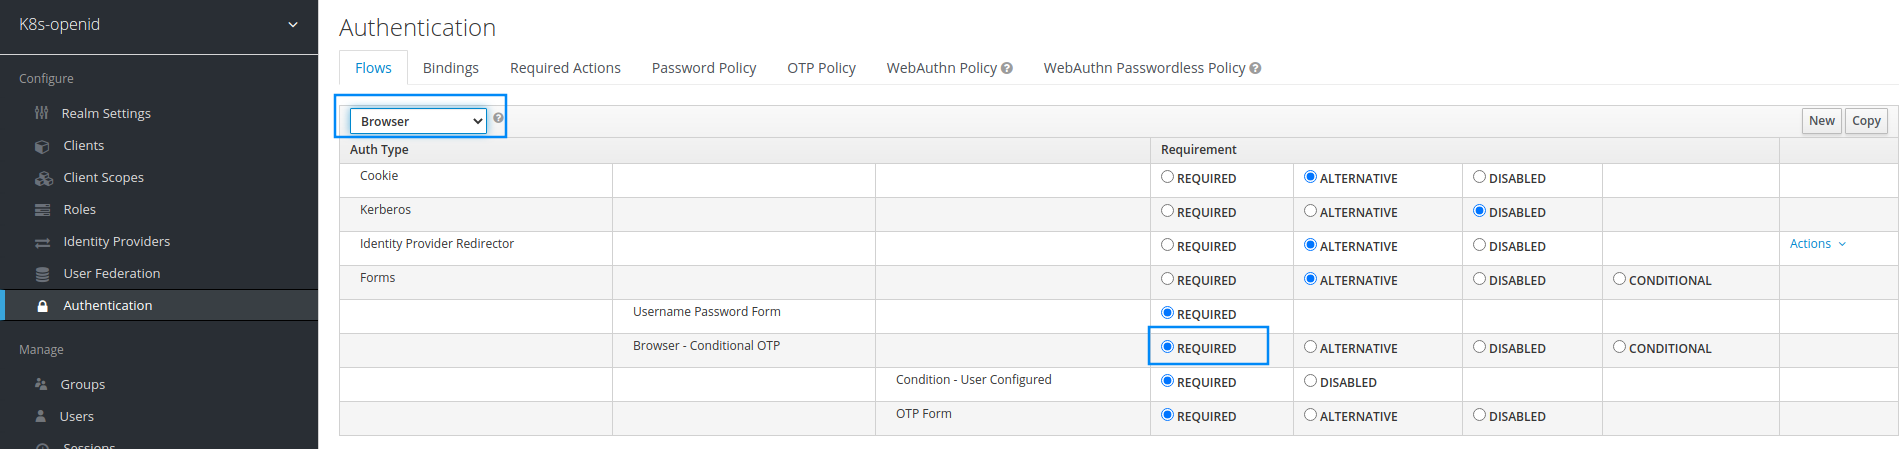 K8s-openid
Configure
Realm Settings
Clients
Client Scopes
Roles
Identity Providers
User Federation
Authentication
Manage
Groups
Users
Sessions
Authentication
Flows Bindings Required Actions Password Policy OTP Policy WebAuthn Policy WebAuthn Passwordless Policy
Browser New Copy
Auth Type Requirement
Cookie REQUIRED ALTERNATIVE DISABLED
Kerberos REQUIRED ALTERNATIVE DISABLED
Identity Provider Redirector REQUIRED ALTERNATIVE DISABLED Actions
Forms REQUIRED ALTERNATIVE DISABLED CONDITIONAL
Username Password Form REQUIRED
Browser - Conditional OTP REQUIRED ALTERNATIVE DISABLED CONDITIONAL
Condition - User Configured REQUIRED DISABLED
OTP Form REQUIRED ALTERNATIVE DISABLED